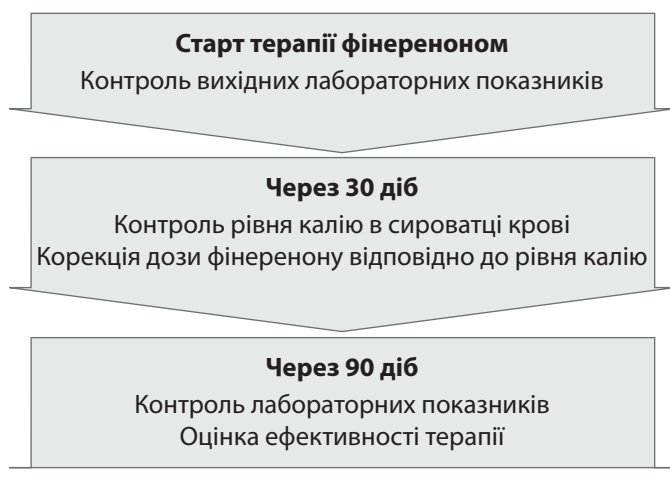 Старт терапії фінереноном
Контроль вихідних лабораторних показників
Через 30 діб
Контроль рівня калію в сироватці крові
Корекція дози фінеренону відповідно до рівня калію
Через 90 діб
Контроль лабораторних показників
Оцінка ефективності терапії